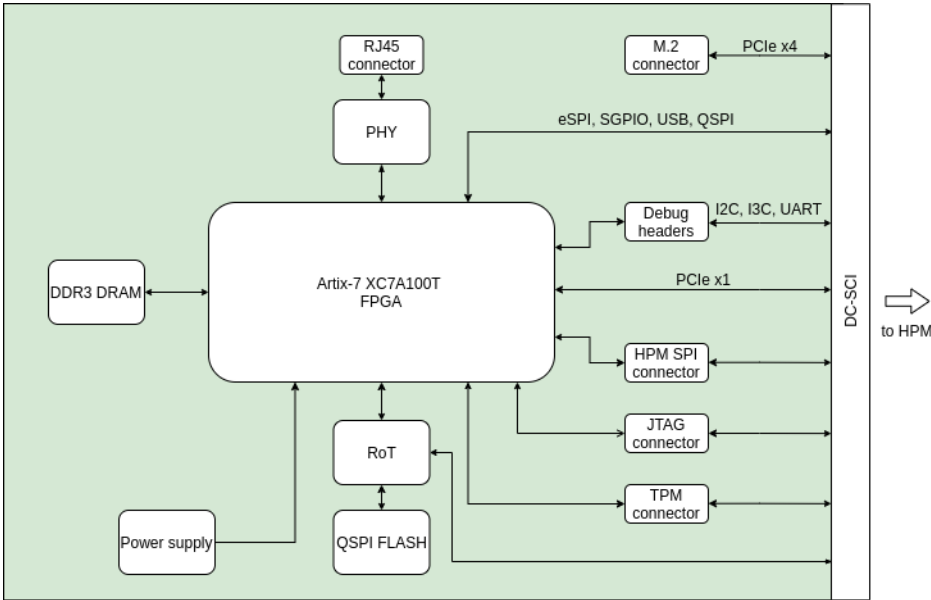 RJ45
connector
M.2
connector
PCIe x4
PHY
eSPI, SGPIO, USB, QSPI
Debug
headers
I2C, I3C, UART
DDR3 DRAM
Artix-7 XC7A100T
FPGA
PCIe x1
DC-SCI
to HPM
HPM SPI
connector
JTAG
connector
RoT
TPM
connector
Power supply
QSPI FLASH